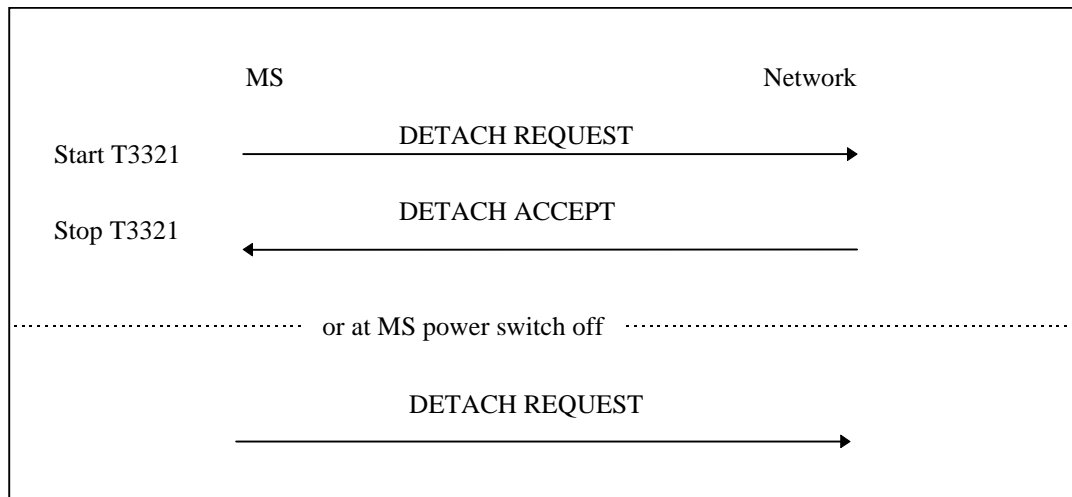 MS Network
DETACH REQUEST
Start T3321
DETACH ACCEPT
Stop T3321
or at MS power switch off
DETACH REQUEST